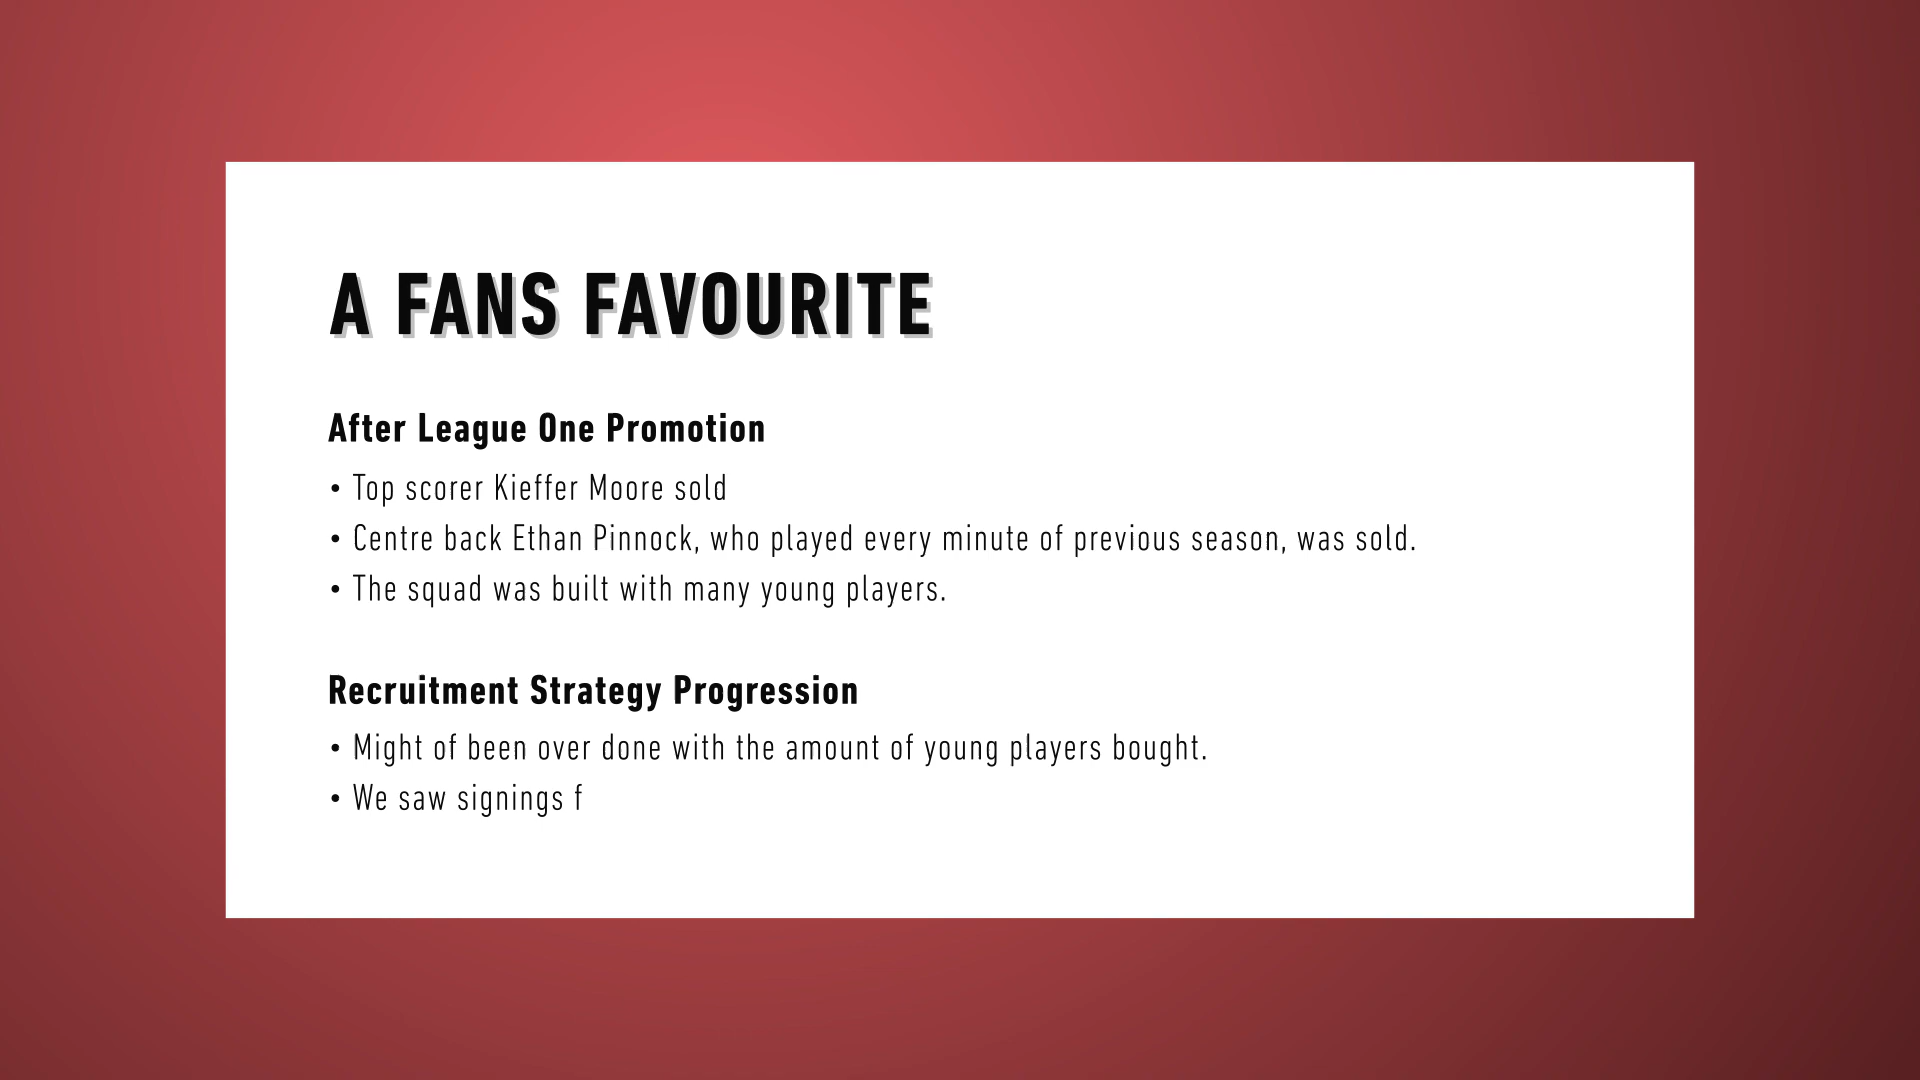 A FANS FAVOURITE
After League One Promotion
• Top scorer Kieffer Moore sold
• Centre back Ethan Pinnock, who played every minute of previous season, was sold.
• The squad was built with many young players.
Recruitment Strategy Progression
• Might of been over done with the amount of young players bought.
• We saw signings f